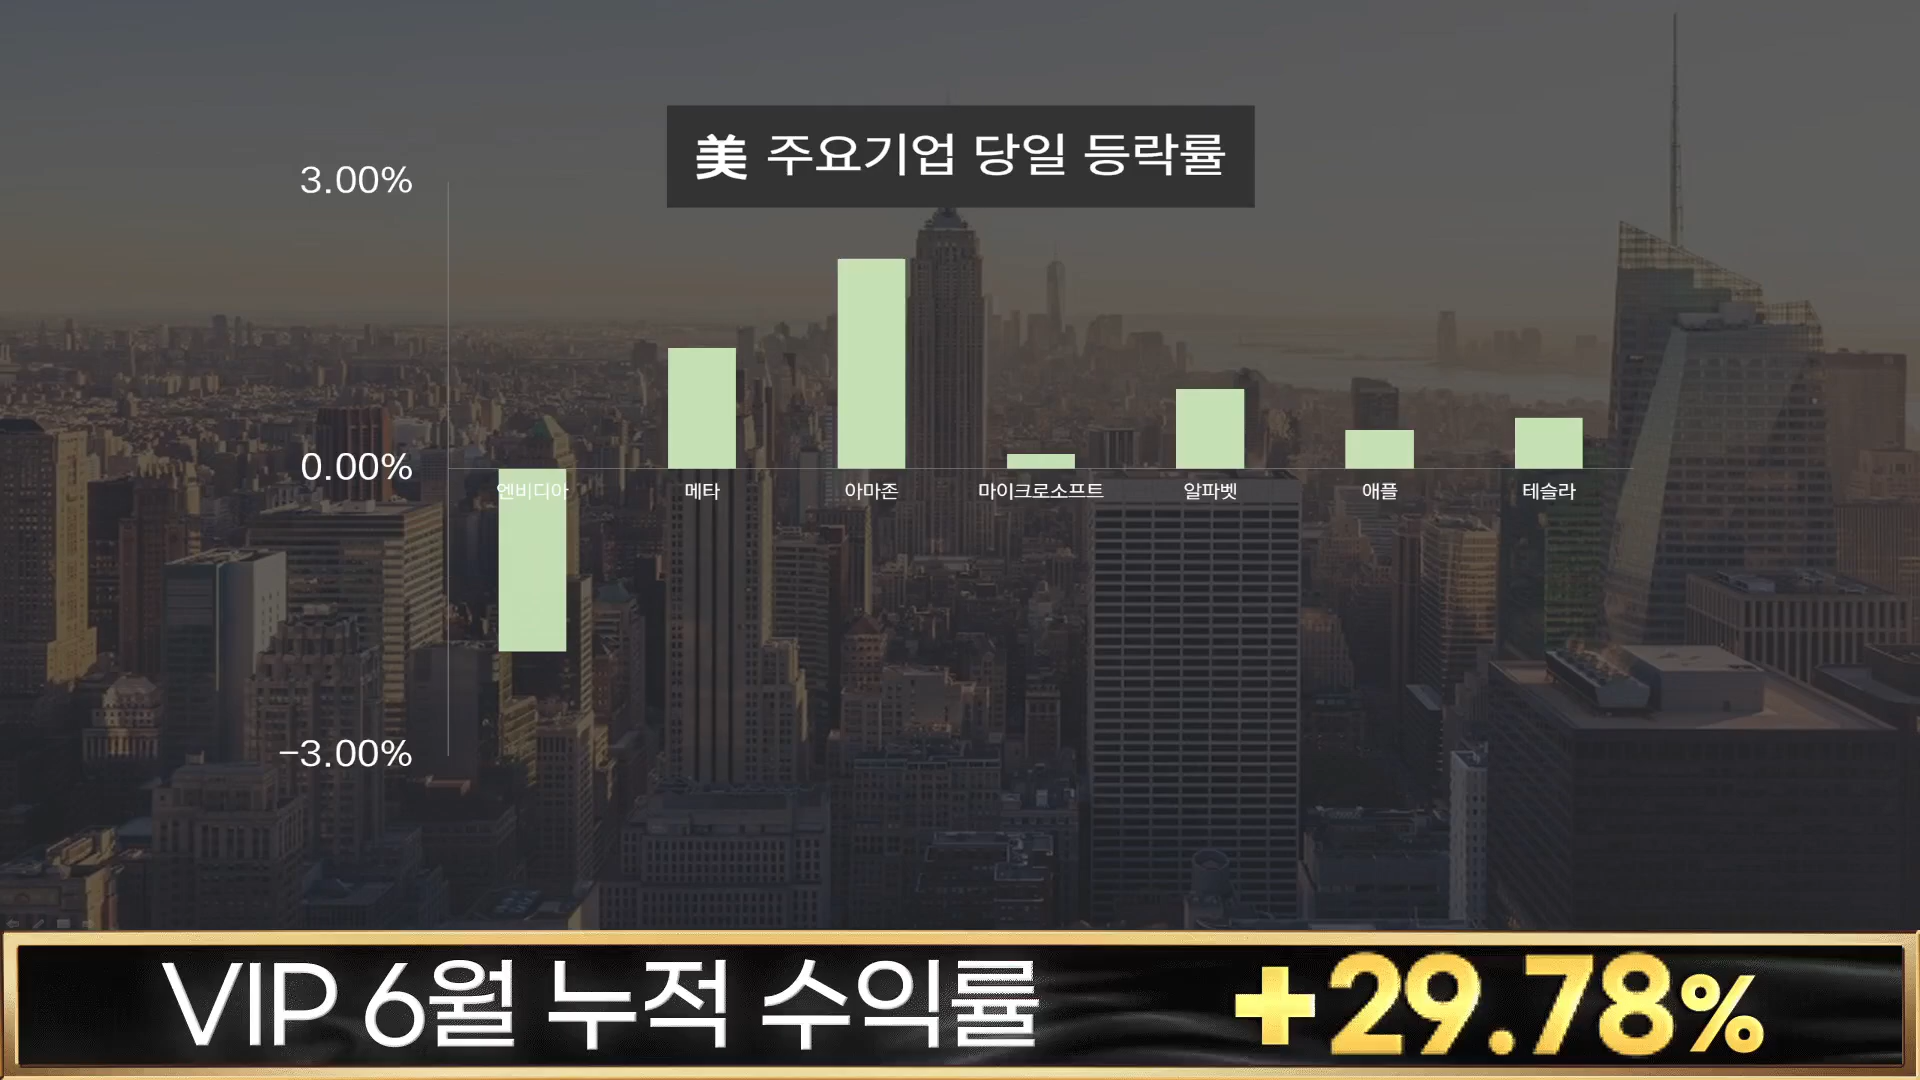 美 주요기업 당일 등락률
3.00%
0.00%
−3.00%
엔비디아
메타
아마존
마이크로소프트
알파벳
애플
테슬라
VIP 6월 누적 수익률 +29.78%